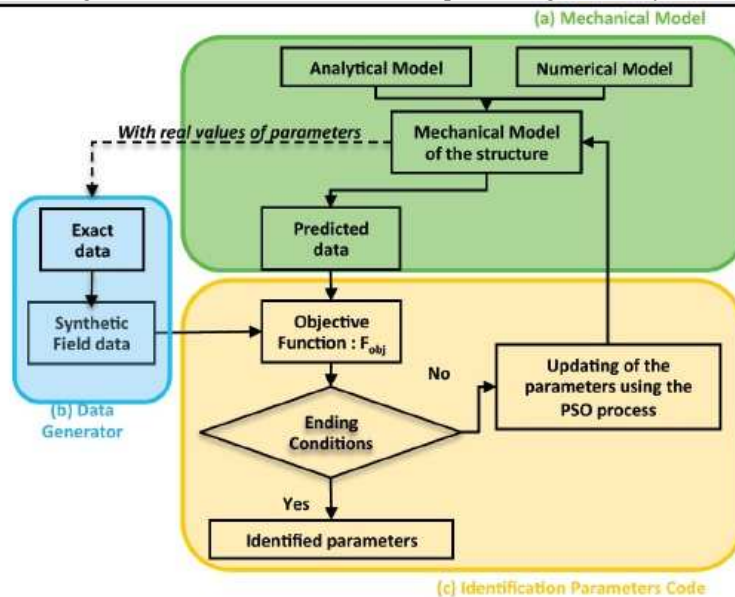 (a) Mechanical Model
Analytical Model
Numerical Model
With real values of parameters
Mechanical Model
of the structure
Exact
data
Predicted
data
Synthetic
Field data
Objective
Function : Fobj
No
Updating of the
parameters using the
PSO process
(b) Data
Generator
Ending
Conditions
Yes
Identified parameters
(c) Identification Parameters Code